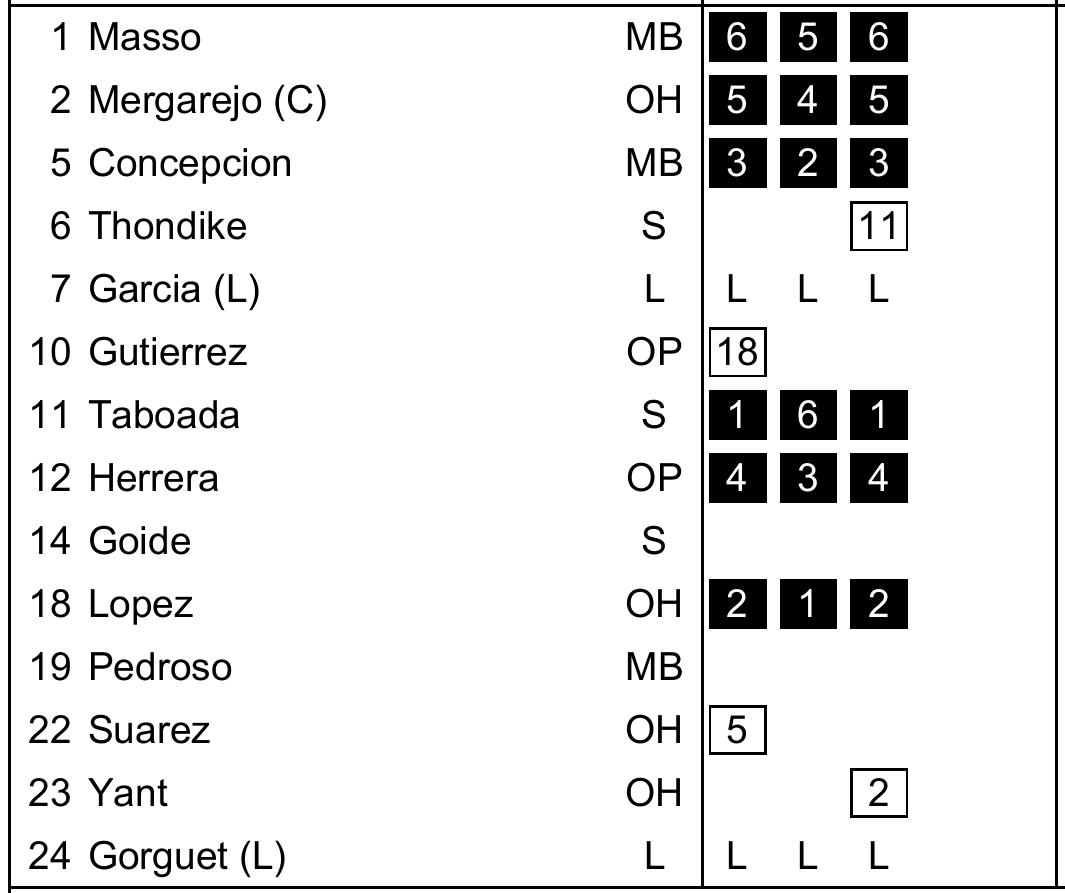 1 Masso MB 6 5 6
2 Mergarejo (C) OH 5 4 5
5 Concepcion MB 3 2 3
6 Thondike S 11
7 Garcia (L) L L L L
10 Gutierrez OP 18
11 Taboada S 1 6 1
12 Herrera OP 4 3 4
14 Goide S
18 Lopez OH 2 1 2
19 Pedroso MB
22 Suarez OH 5
23 Yant OH 2
24 Gorguet (L) L L L L